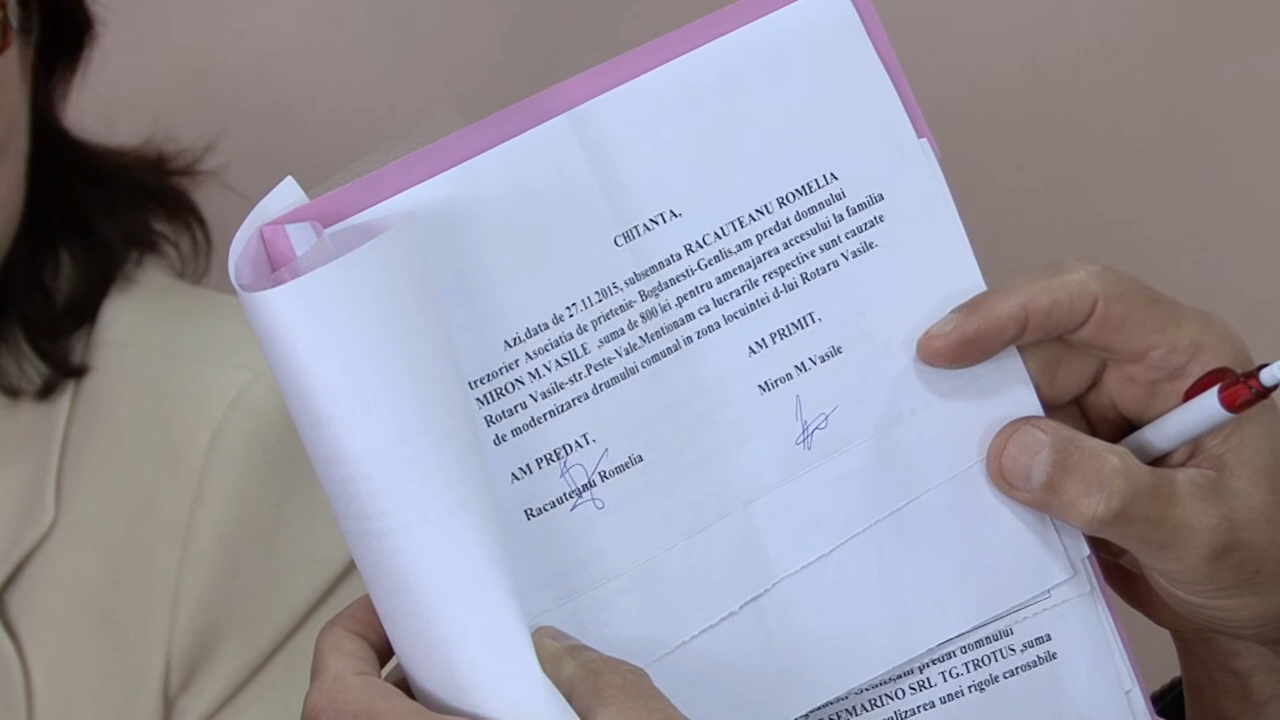 CHITANTA,
Azi,data de 27.11.2015, subsemnata RACAUTEANU ROMELIA
trezorier Asociatia de prietenie- Bogdanesti-Genlis,am predat domnului
MIRON M.VASILE ,suma de 800lei ,pentru amenajarea accesului la familia
Rotaru Vasile-str.Peste-Vale.Mentionam ca lucrarile respective sunt cauzate
de modernizarea drumului comunal in zona locuintei d-lui Rotaru Vasile.
AM PREDAT,
AM PRIMIT,
Racauteanu Romelia
Miron M.Vasile
am predat domnului
SEMARINO SRL TG.TROTUS ,suma
unei rigole carosabile